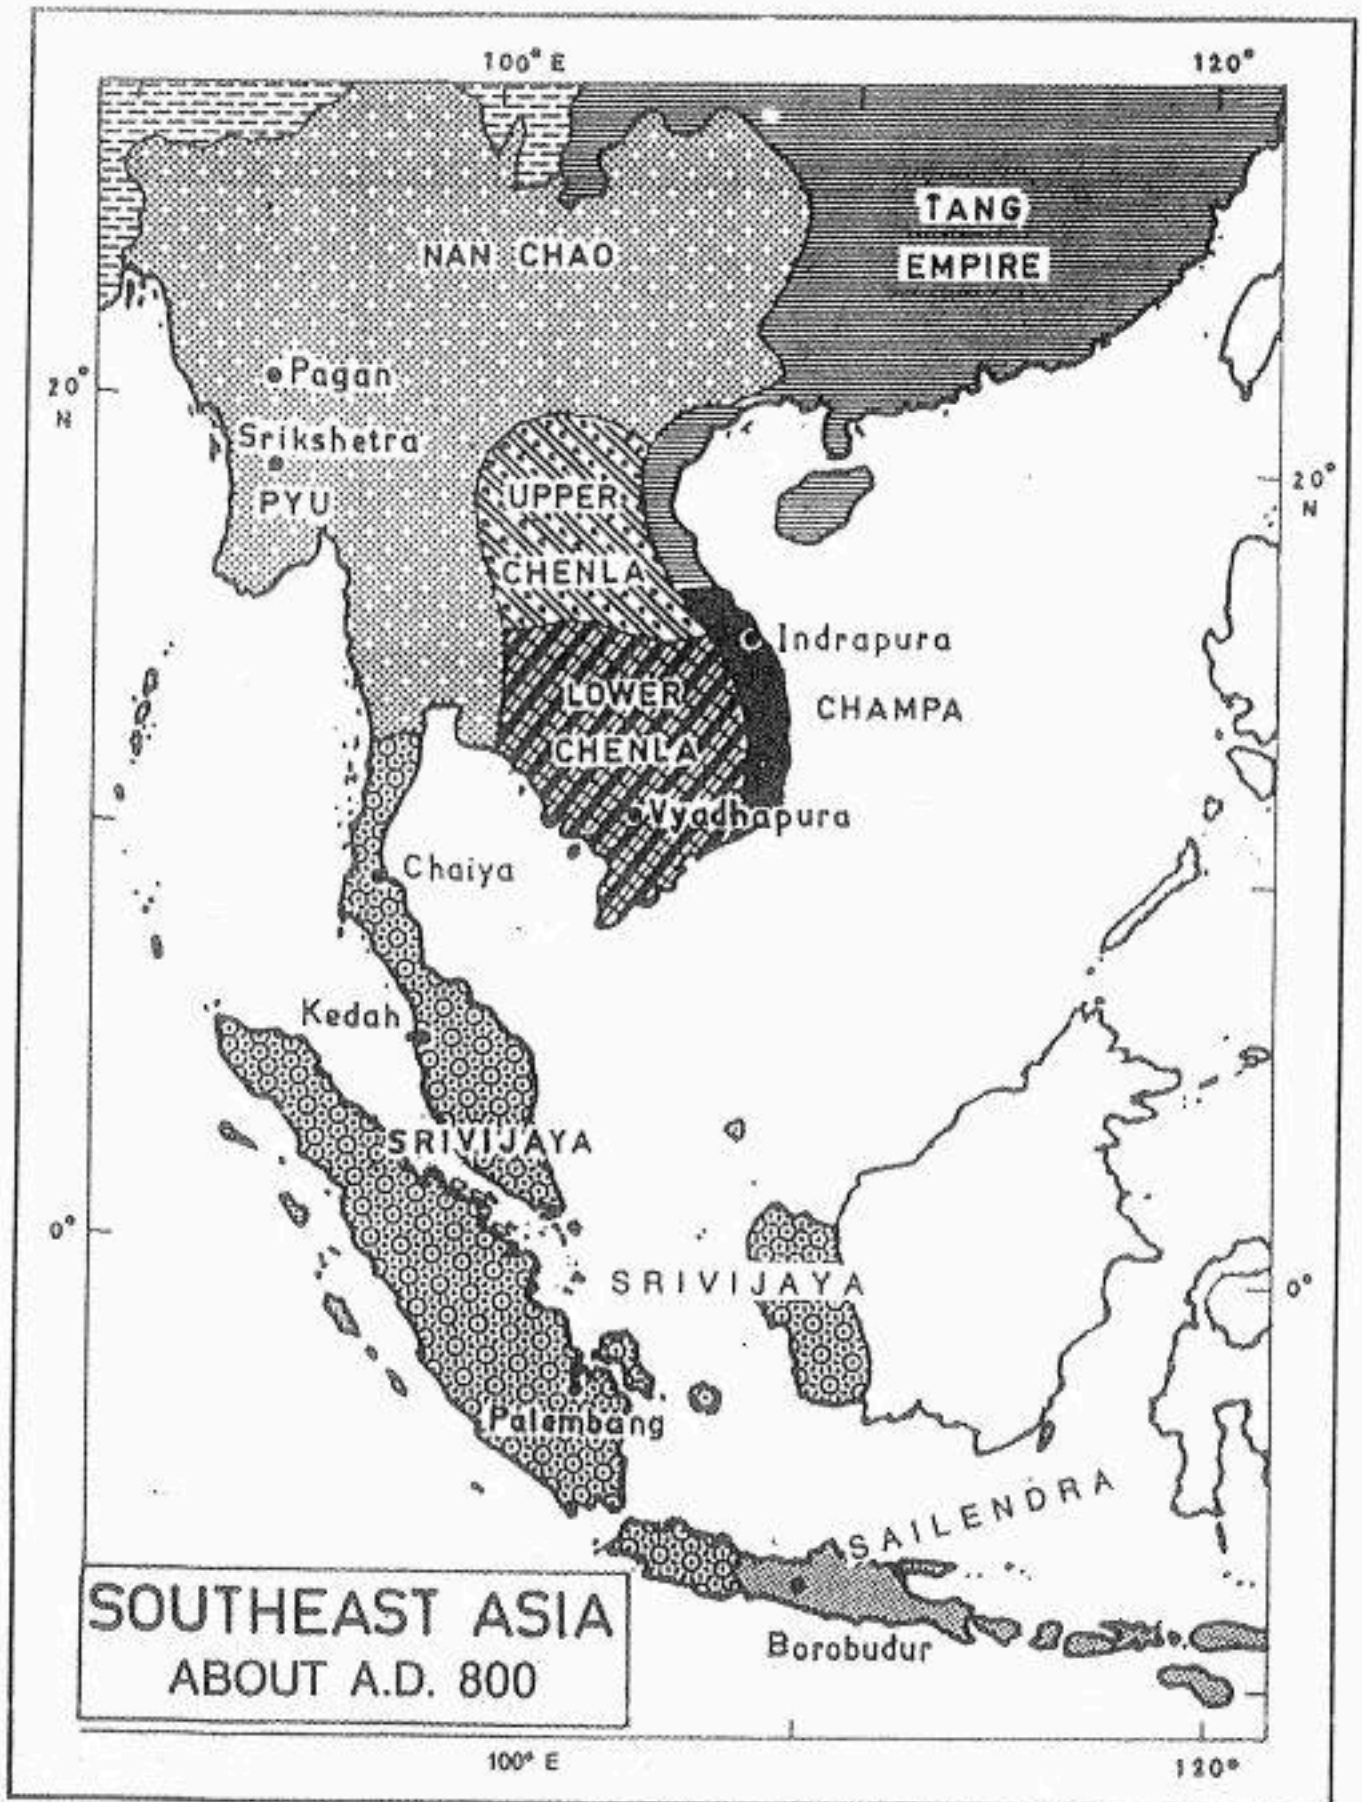 100° E
120°
TANG
EMPIRE
NAN CHAO
Pagan
20°
N
Srikshetra
PYU
UPPER
20°
N
CHENLA
Indrapura
LOWER
CHAMPA
CHENLA
Vyadhapura
Chaiya
Kedah
SRIVIJAYA
0°
SRIVIJAYA
0°
Palembang
SAILENDRA
SOUTHEAST ASIA
ABOUT A.D. 800
Borobudur
100° E
120°